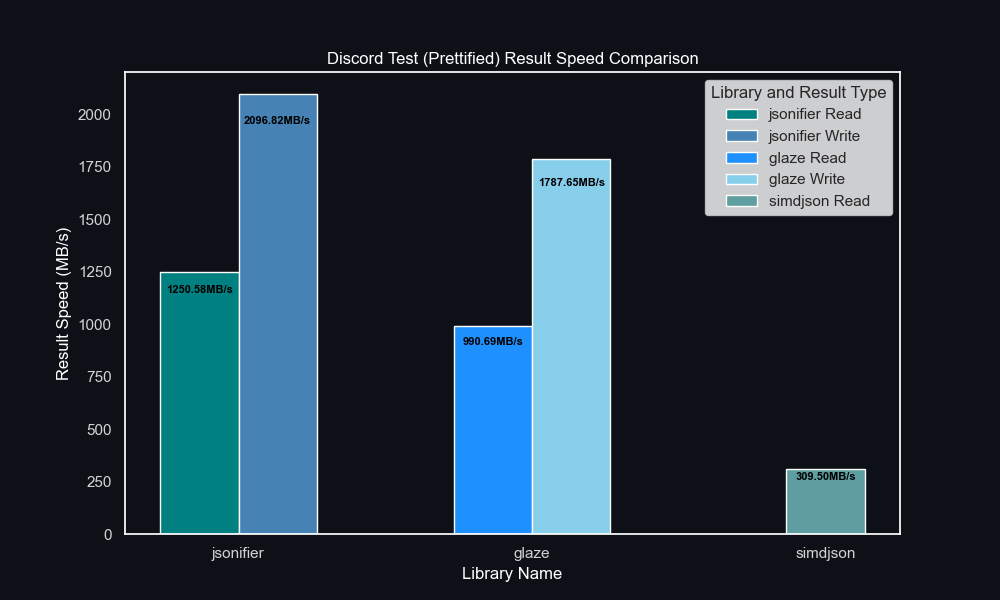 Discord Test (Prettified) Result Speed Comparison
Library and Result Type
jsonifier Read
jsonifier Write
glaze Read
glaze Write
simdjson Read
Result Speed (MB/s)
2000
1750
1500
1250
1000
750
500
250
0
1250.58MB/s
2096.82MB/s
990.69MB/s
1787.65MB/s
309.50MB/s
jsonifier
glaze
simdjson
Library Name